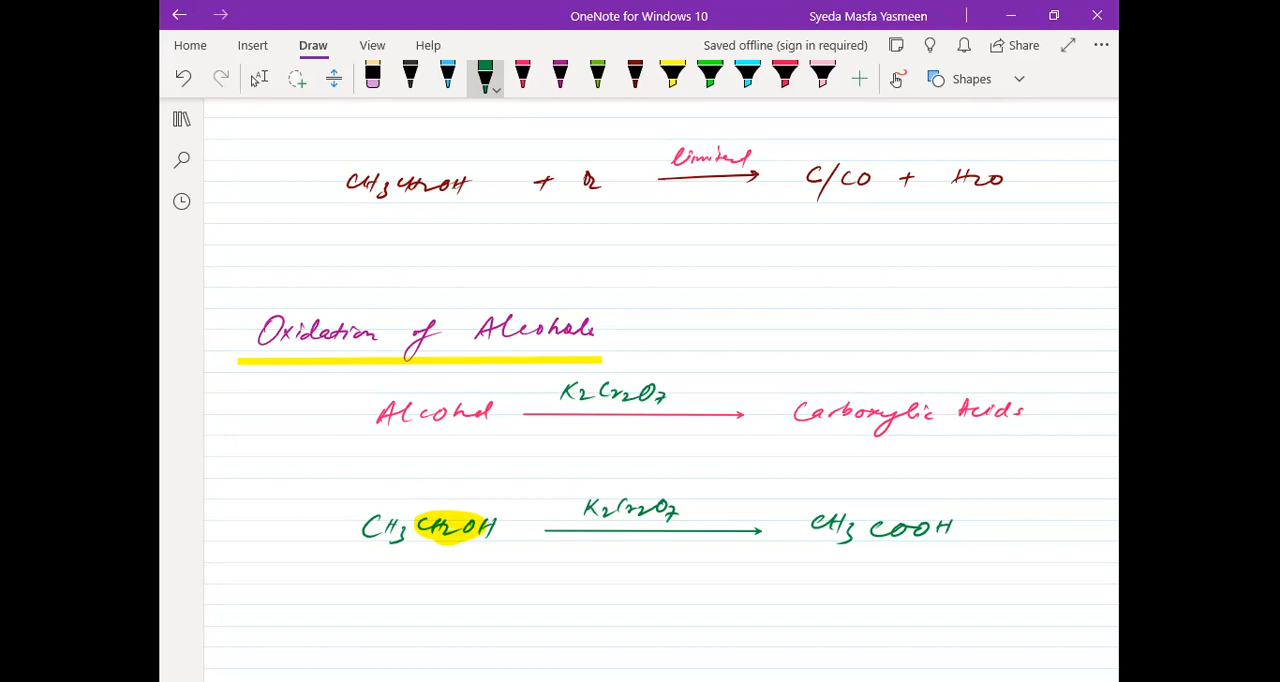 OneNote for Windows 10 Syeda Masfa Yasmeen
Home Insert Draw View Help Saved offline (sign in required) Share
Shapes
limited
CH3CH2OH + O2 → C/CO + H2O
Oxidation of Alcohols
K2Cr2O7
Alcohol → Carboxylic Acids
K2Cr2O7
CH3CH2OH → CH3COOH